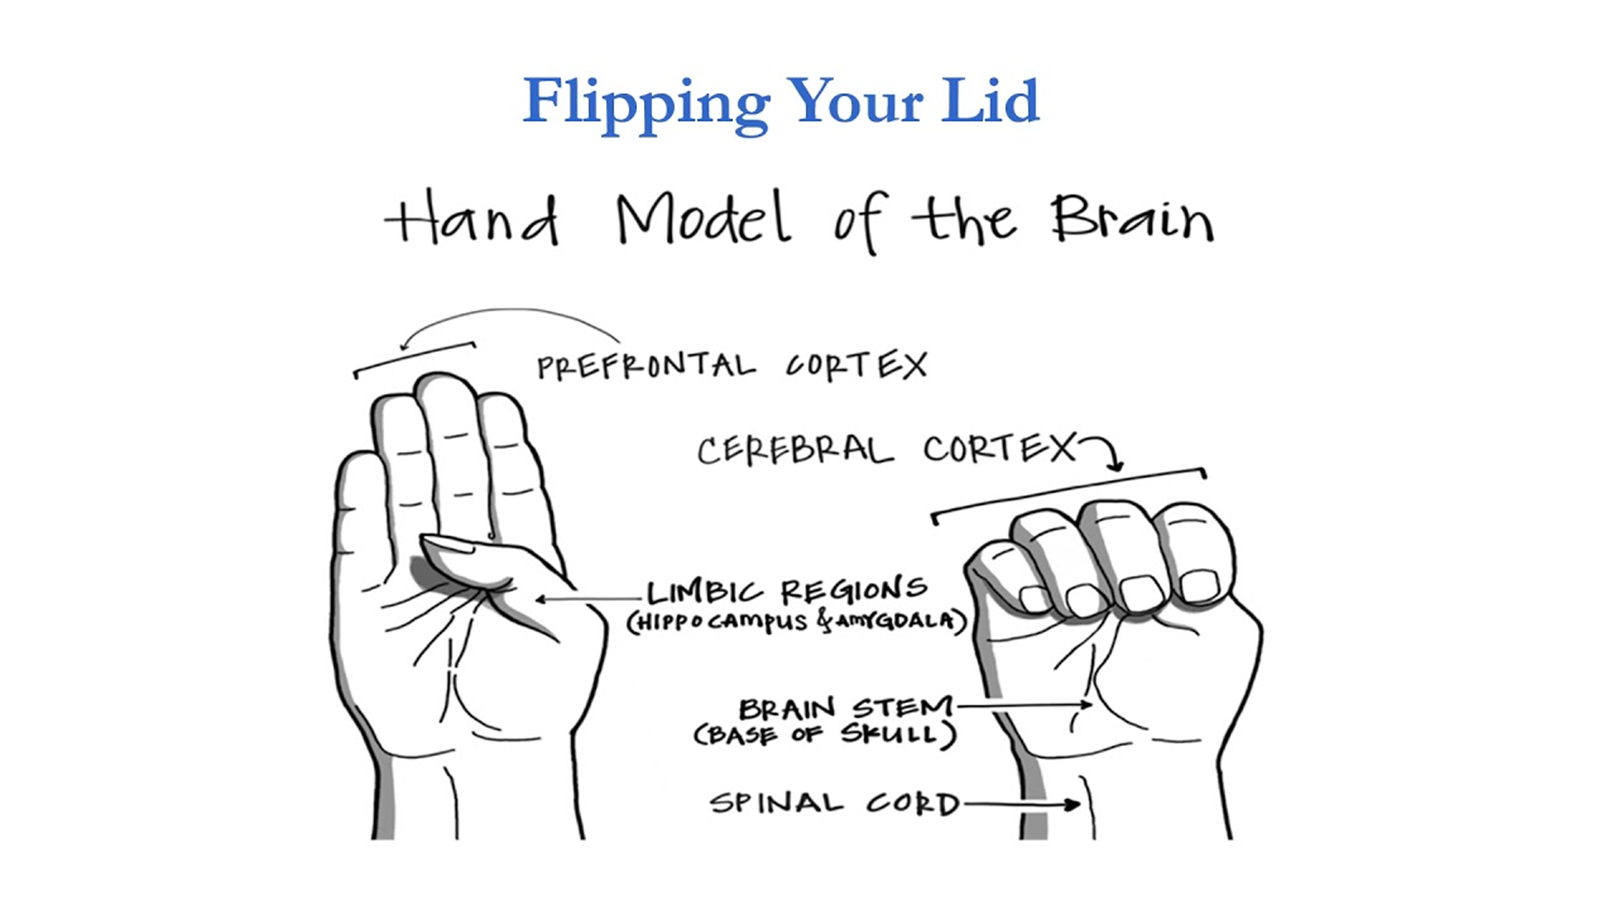 Flipping Your Lid
Hand Model of the Brain
PREFRONTAL CORTEX
CEREBRAL CORTEX
LIMBIC REGIONS
(HIPPOCAMPUS & AMYGDALA)
BRAIN STEM
(BASE OF SKULL)
SPINAL CORD